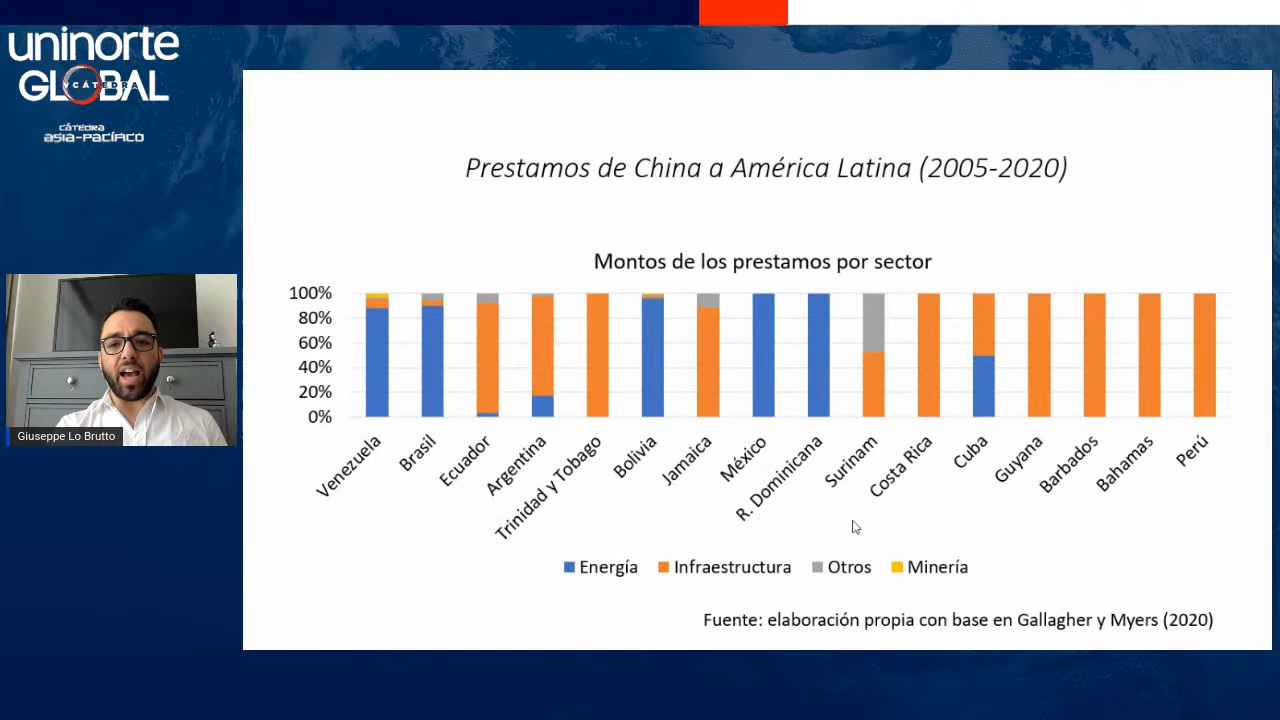 uninorte
GLOBAL
CÁTEDRA
CÁTEDRA
ASIA-PACÍFICO
Prestamos de China a América Latina (2005-2020)
Montos de los prestamos por sector
100%
80%
60%
40%
20%
0%
Venezuela
Brasil
Ecuador
Argentina
Trinidad y Tobago
Bolivia
Jamaica
México
R. Dominicana
Surinam
Costa Rica
Cuba
Guyana
Barbados
Bahamas
Perú
Energía Infraestructura Otros Minería
Fuente: elaboración propia con base en Gallagher y Myers (2020)
Giuseppe Lo Brutto